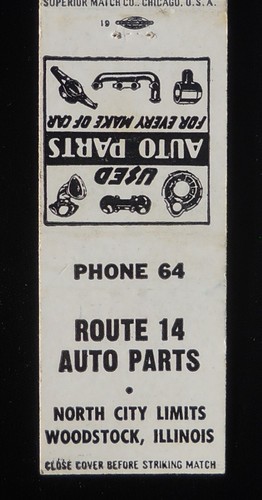 SUPERIOR MATCH CO., CHICAGO, U.S.A.
19
USED
AUTO PARTS
FOR EVERY MAKE OF CAR
PHONE 64
ROUTE 14
AUTO PARTS
•
NORTH CITY LIMITS
WOODSTOCK, ILLINOIS
CLOSE COVER BEFORE STRIKING MATCH